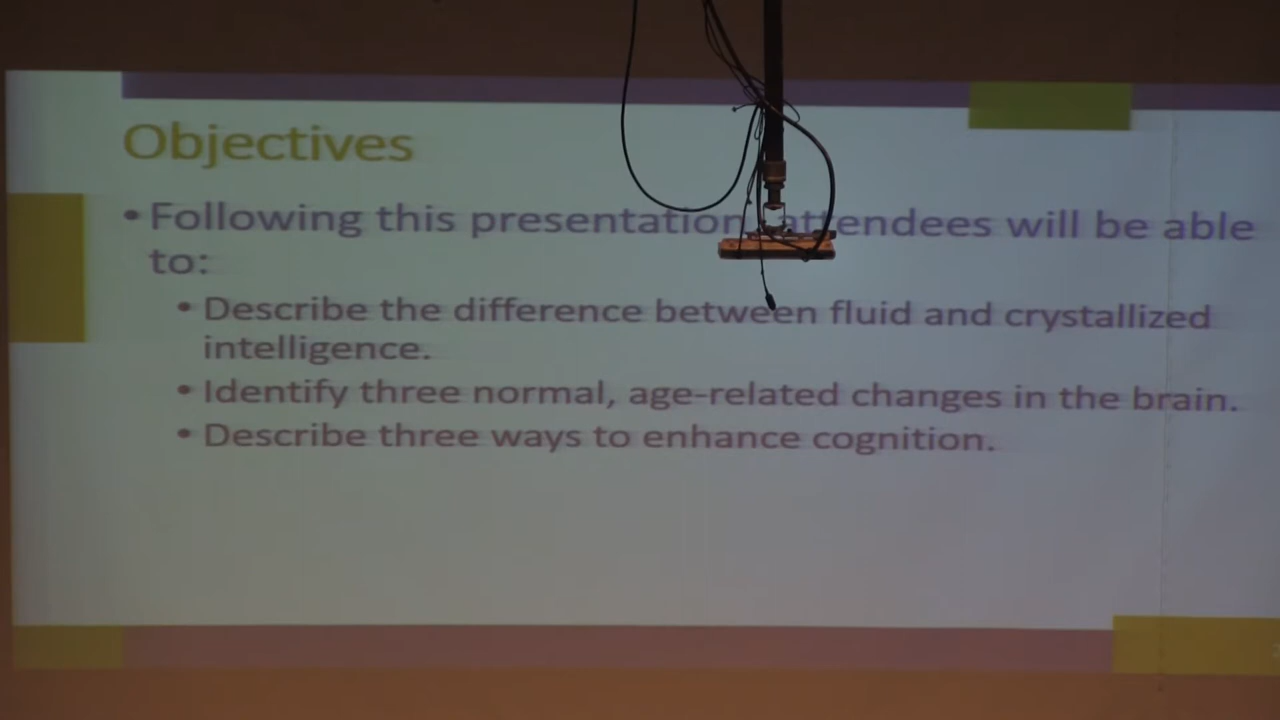 Objectives
• Following this presentation, attendees will be able
to:
• Describe the difference between fluid and crystallized
intelligence.
• Identify three normal, age-related changes in the brain.
• Describe three ways to enhance cognition.